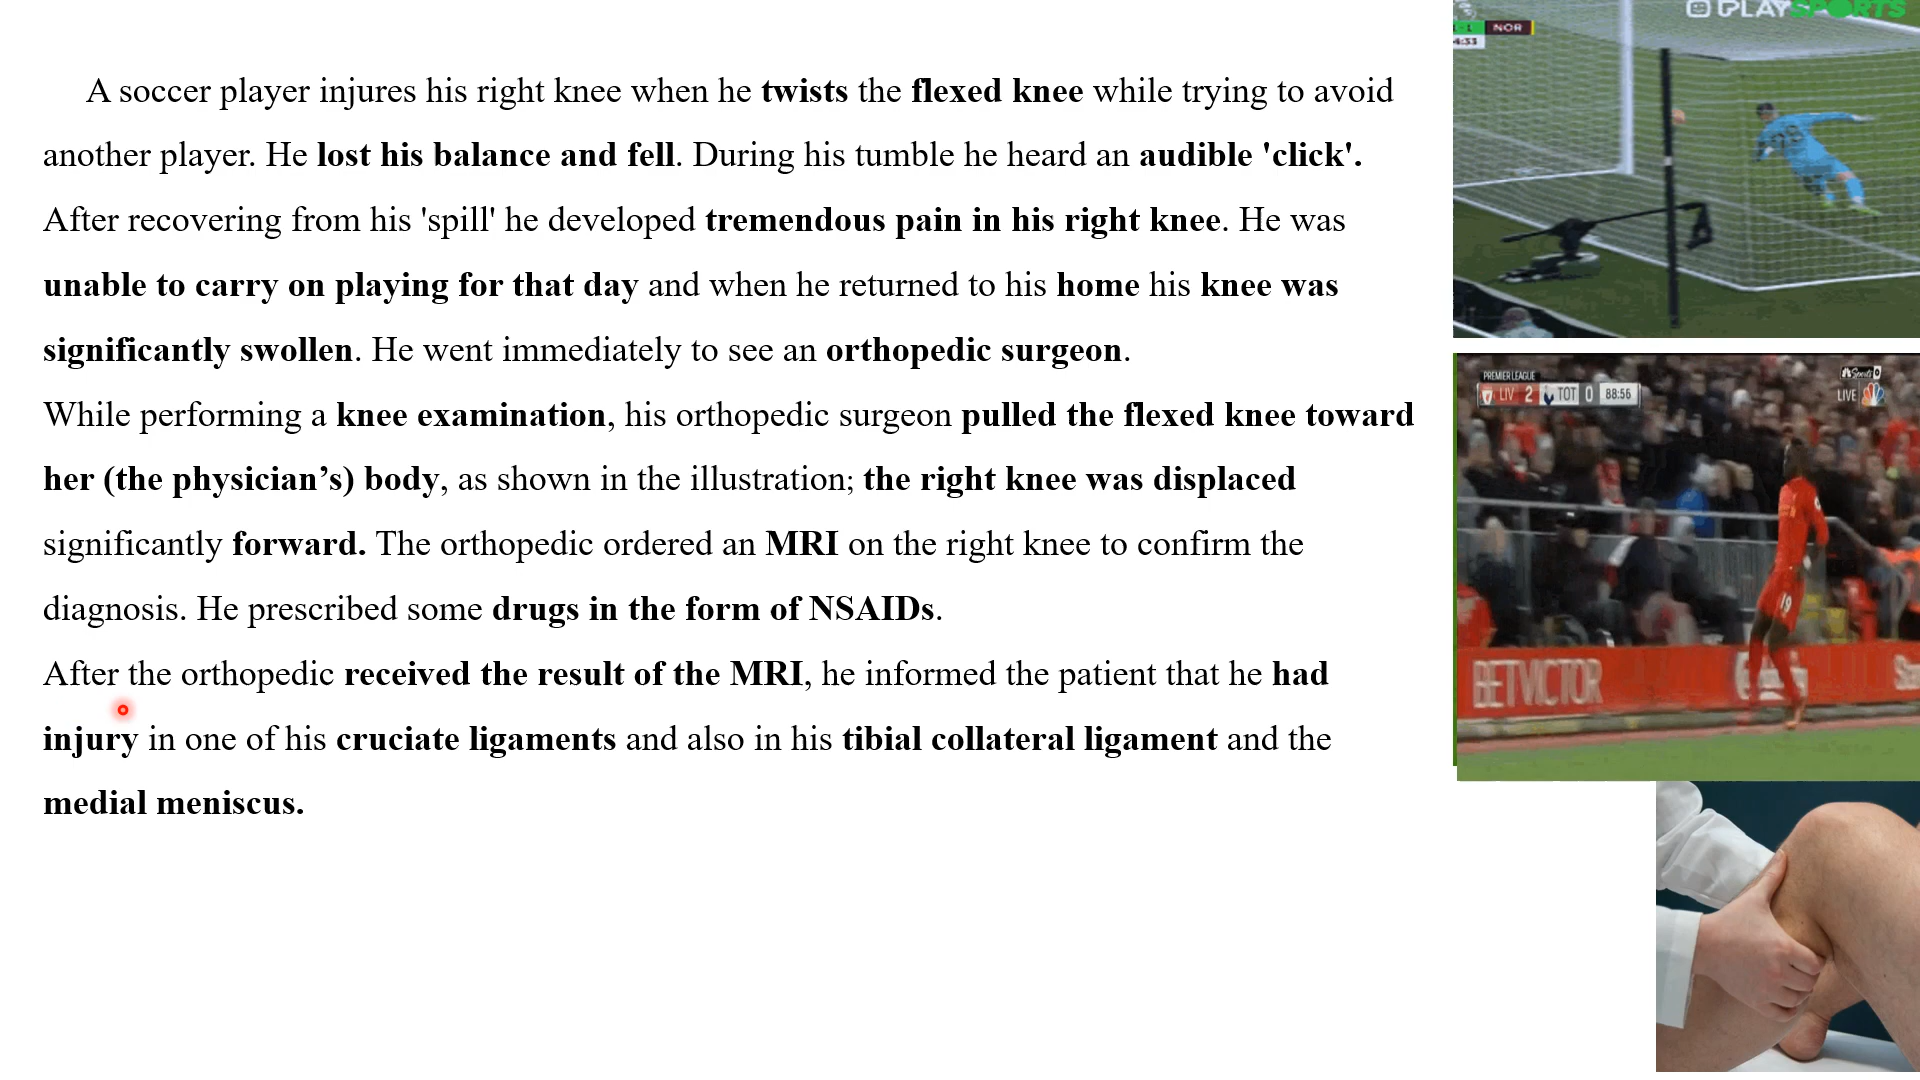 A soccer player injures his right knee when he twists the flexed knee while trying to avoid
another player. He lost his balance and fell. During his tumble he heard an audible 'click'.
After recovering from his 'spill' he developed tremendous pain in his right knee. He was
unable to carry on playing for that day and when he returned to his home his knee was
significantly swollen. He went immediately to see an orthopedic surgeon.
While performing a knee examination, his orthopedic surgeon pulled the flexed knee toward
her (the physician’s) body, as shown in the illustration; the right knee was displaced
significantly forward. The orthopedic ordered an MRI on the right knee to confirm the
diagnosis. He prescribed some drugs in the form of NSAIDs.
After the orthopedic received the result of the MRI, he informed the patient that he had
injury in one of his cruciate ligaments and also in his tibial collateral ligament and the
medial meniscus.
PLAYSPORTS
NOR
PREMIER LEAGUE
LIV 2 TOT 0 88:56
Sports
LIVE
19
BETVICTOR